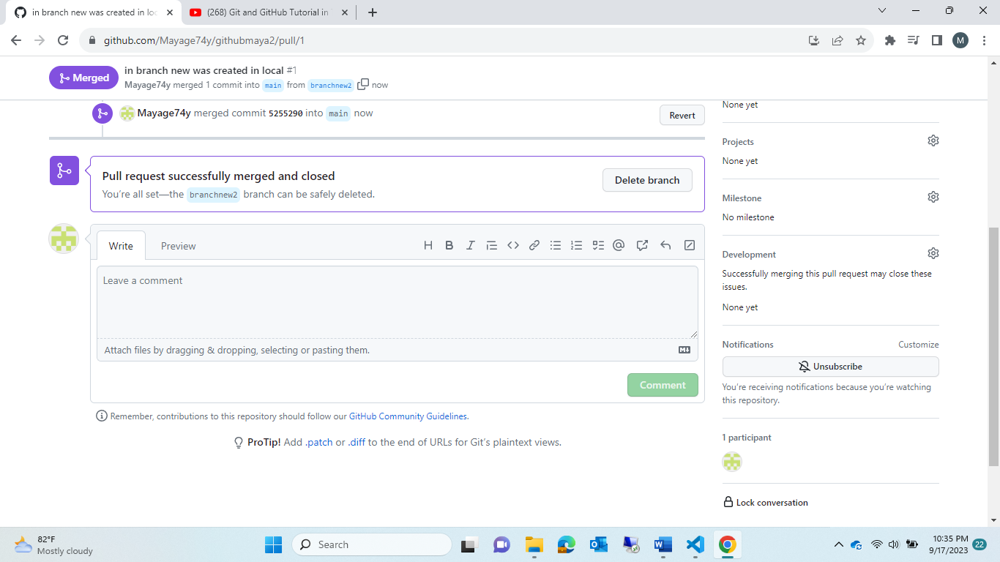 in branch new was created in loc
(268) Git and GitHub Tutorial in
github.com/Mayage74y/githubmaya2/pull/1
M
Merged
in branch new was created in local #1
Mayage74y merged 1 commit into main from branchnew2 now
Mayage74y merged commit 5255290 into main now
Revert
Pull request successfully merged and closed
You're all set—the branchnew2 branch can be safely deleted.
Delete branch
Write
Preview
Leave a comment
Attach files by dragging & dropping, selecting or pasting them.
Comment
Remember, contributions to this repository should follow our GitHub Community Guidelines.
ProTip! Add .patch or .diff to the end of URLs for Git's plaintext views.
None yet
Projects
None yet
Milestone
No milestone
Development
Successfully merging this pull request may close these
issues.
None yet
Notifications
Customize
Unsubscribe
You're receiving notifications because you're watching
this repository.
1 participant
Lock conversation
82°F
Mostly cloudy
Search
10:35 PM
9/17/2023
22